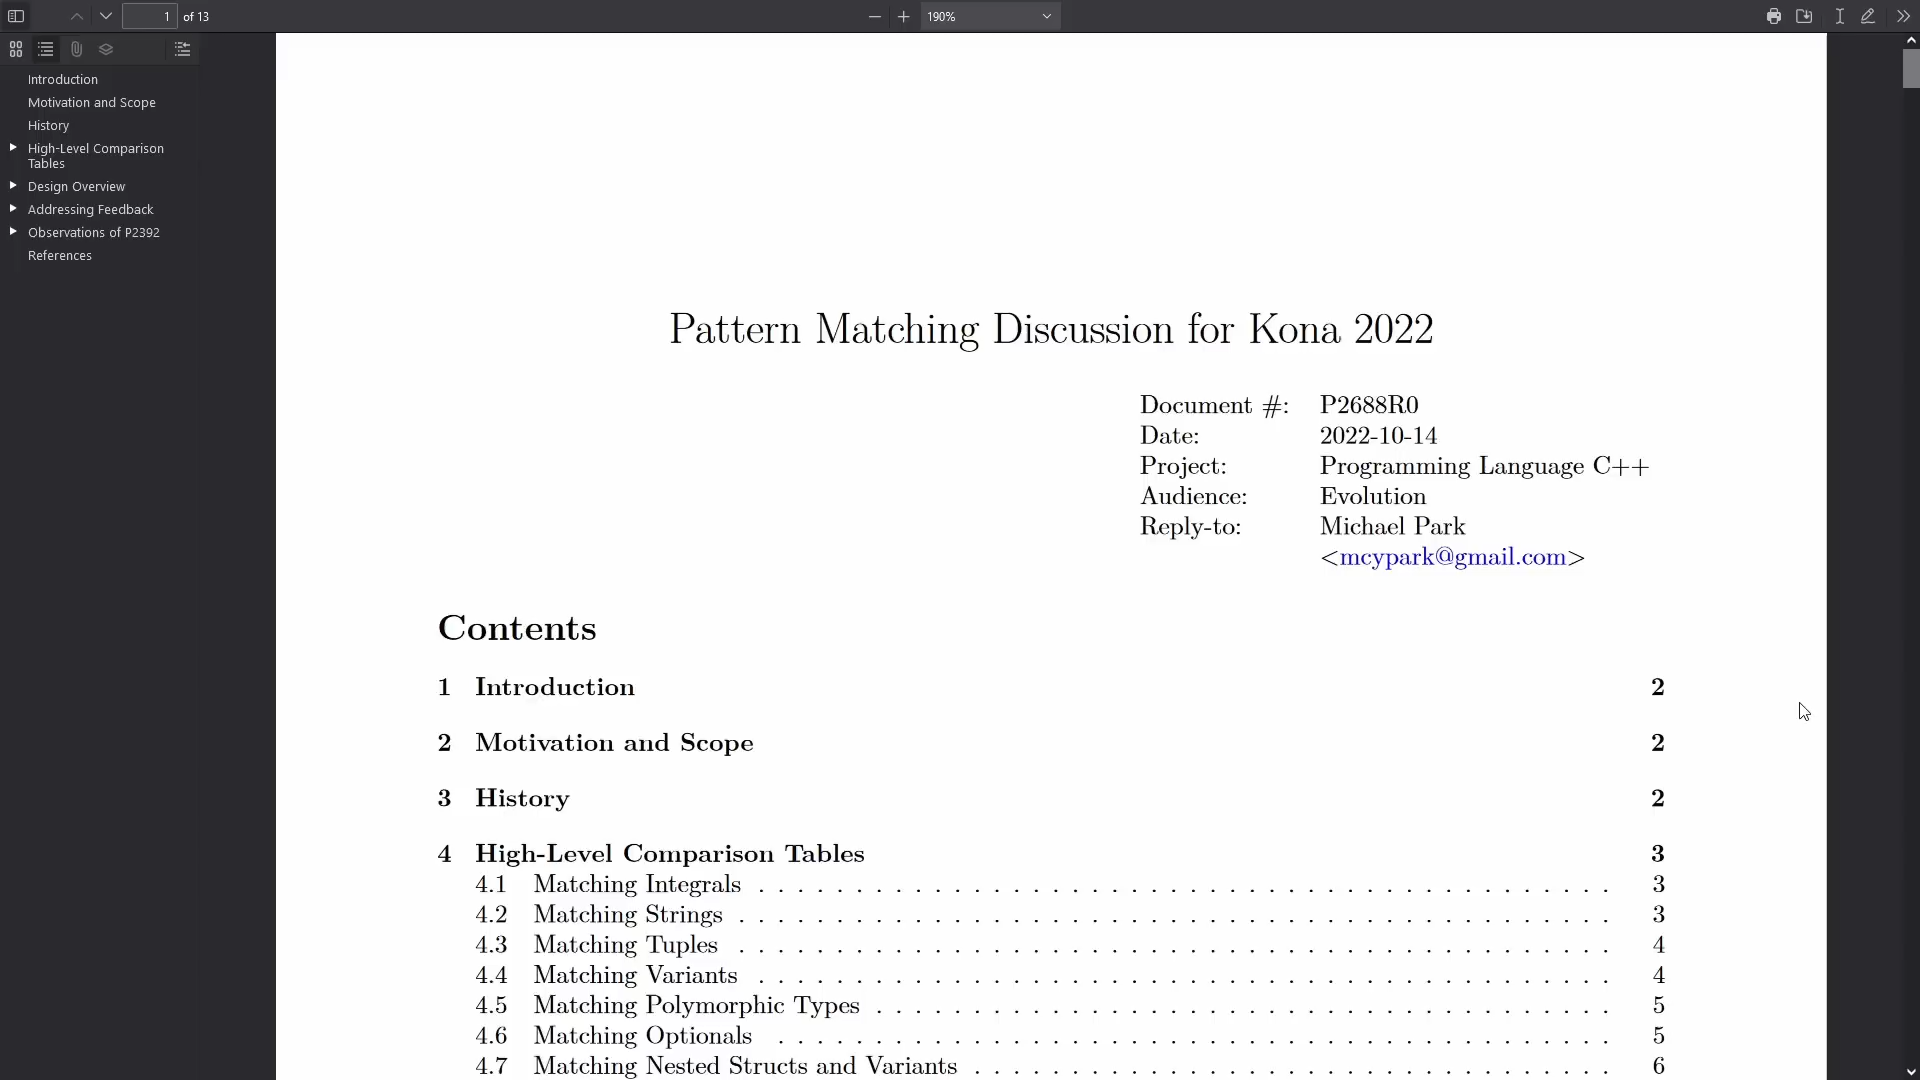 1 of 13
190%
Introduction
Motivation and Scope
History
High-Level Comparison
Tables
Design Overview
Addressing Feedback
Observations of P2392
References
Pattern Matching Discussion for Kona 2022
Document #: P2688R0
Date: 2022-10-14
Project: Programming Language C++
Audience: Evolution
Reply-to: Michael Park
<mcypark@gmail.com>
Contents
1 Introduction 2
2 Motivation and Scope 2
3 History 2
4 High-Level Comparison Tables 3
4.1 Matching Integrals . . . . . . . . . . . . . . . . . . . . . . . . . . . . . . . . . . . . . . . 3
4.2 Matching Strings . . . . . . . . . . . . . . . . . . . . . . . . . . . . . . . . . . . . . . . . 3
4.3 Matching Tuples . . . . . . . . . . . . . . . . . . . . . . . . . . . . . . . . . . . . . . . . 4
4.4 Matching Variants . . . . . . . . . . . . . . . . . . . . . . . . . . . . . . . . . . . . . . . 4
4.5 Matching Polymorphic Types . . . . . . . . . . . . . . . . . . . . . . . . . . . . . . . . . . 5
4.6 Matching Optionals . . . . . . . . . . . . . . . . . . . . . . . . . . . . . . . . . . . . . . 5
4.7 Matching Nested Structs and Variants . . . . . . . . . . . . . . . . . . . . . . . . . . . . . 6